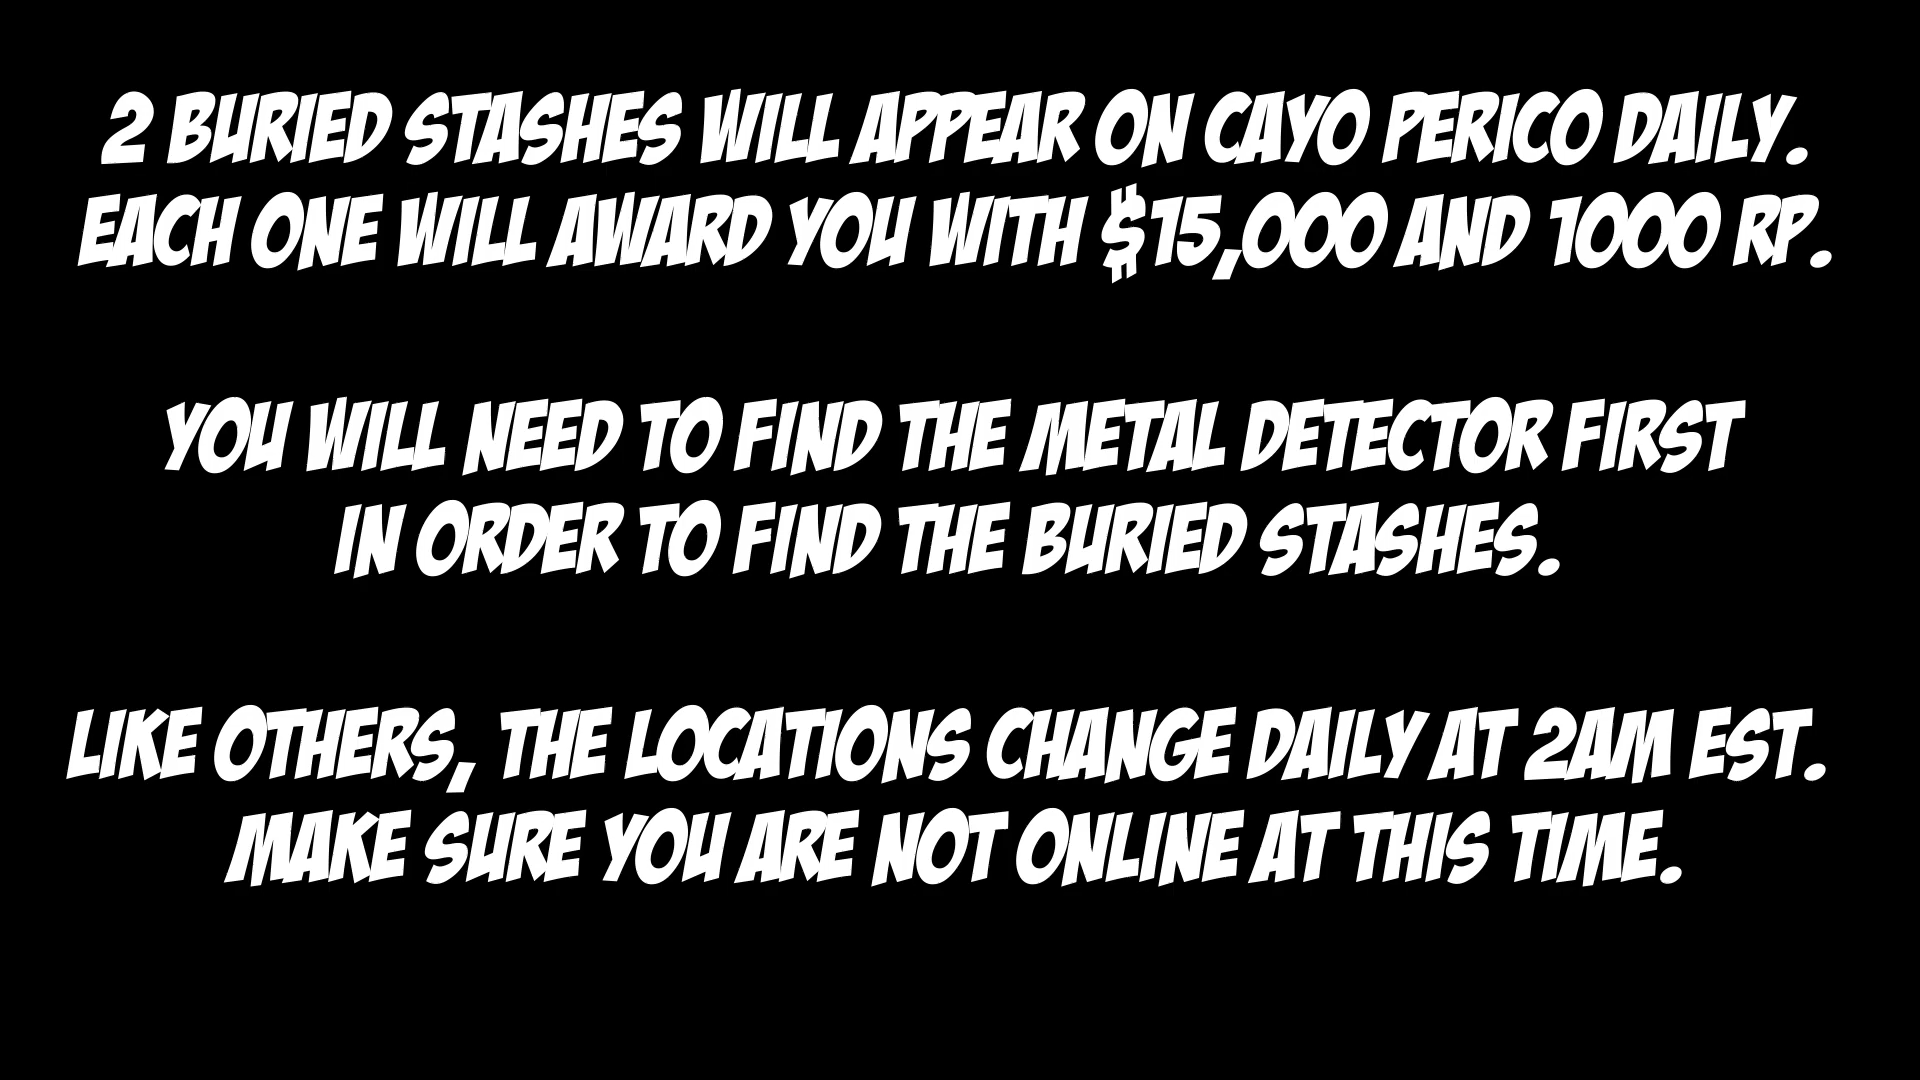 2 BURIED STASHES WILL APPEAR ON CAYO PERICO DAILY.
EACH ONE WILL AWARD YOU WITH $15,000 AND 1000 RP.
YOU WILL NEED TO FIND THE METAL DETECTOR FIRST
IN ORDER TO FIND THE BURIED STASHES.
LIKE OTHERS, THE LOCATIONS CHANGE DAILY AT 2AM EST.
MAKE SURE YOU ARE NOT ONLINE AT THIS TIME.